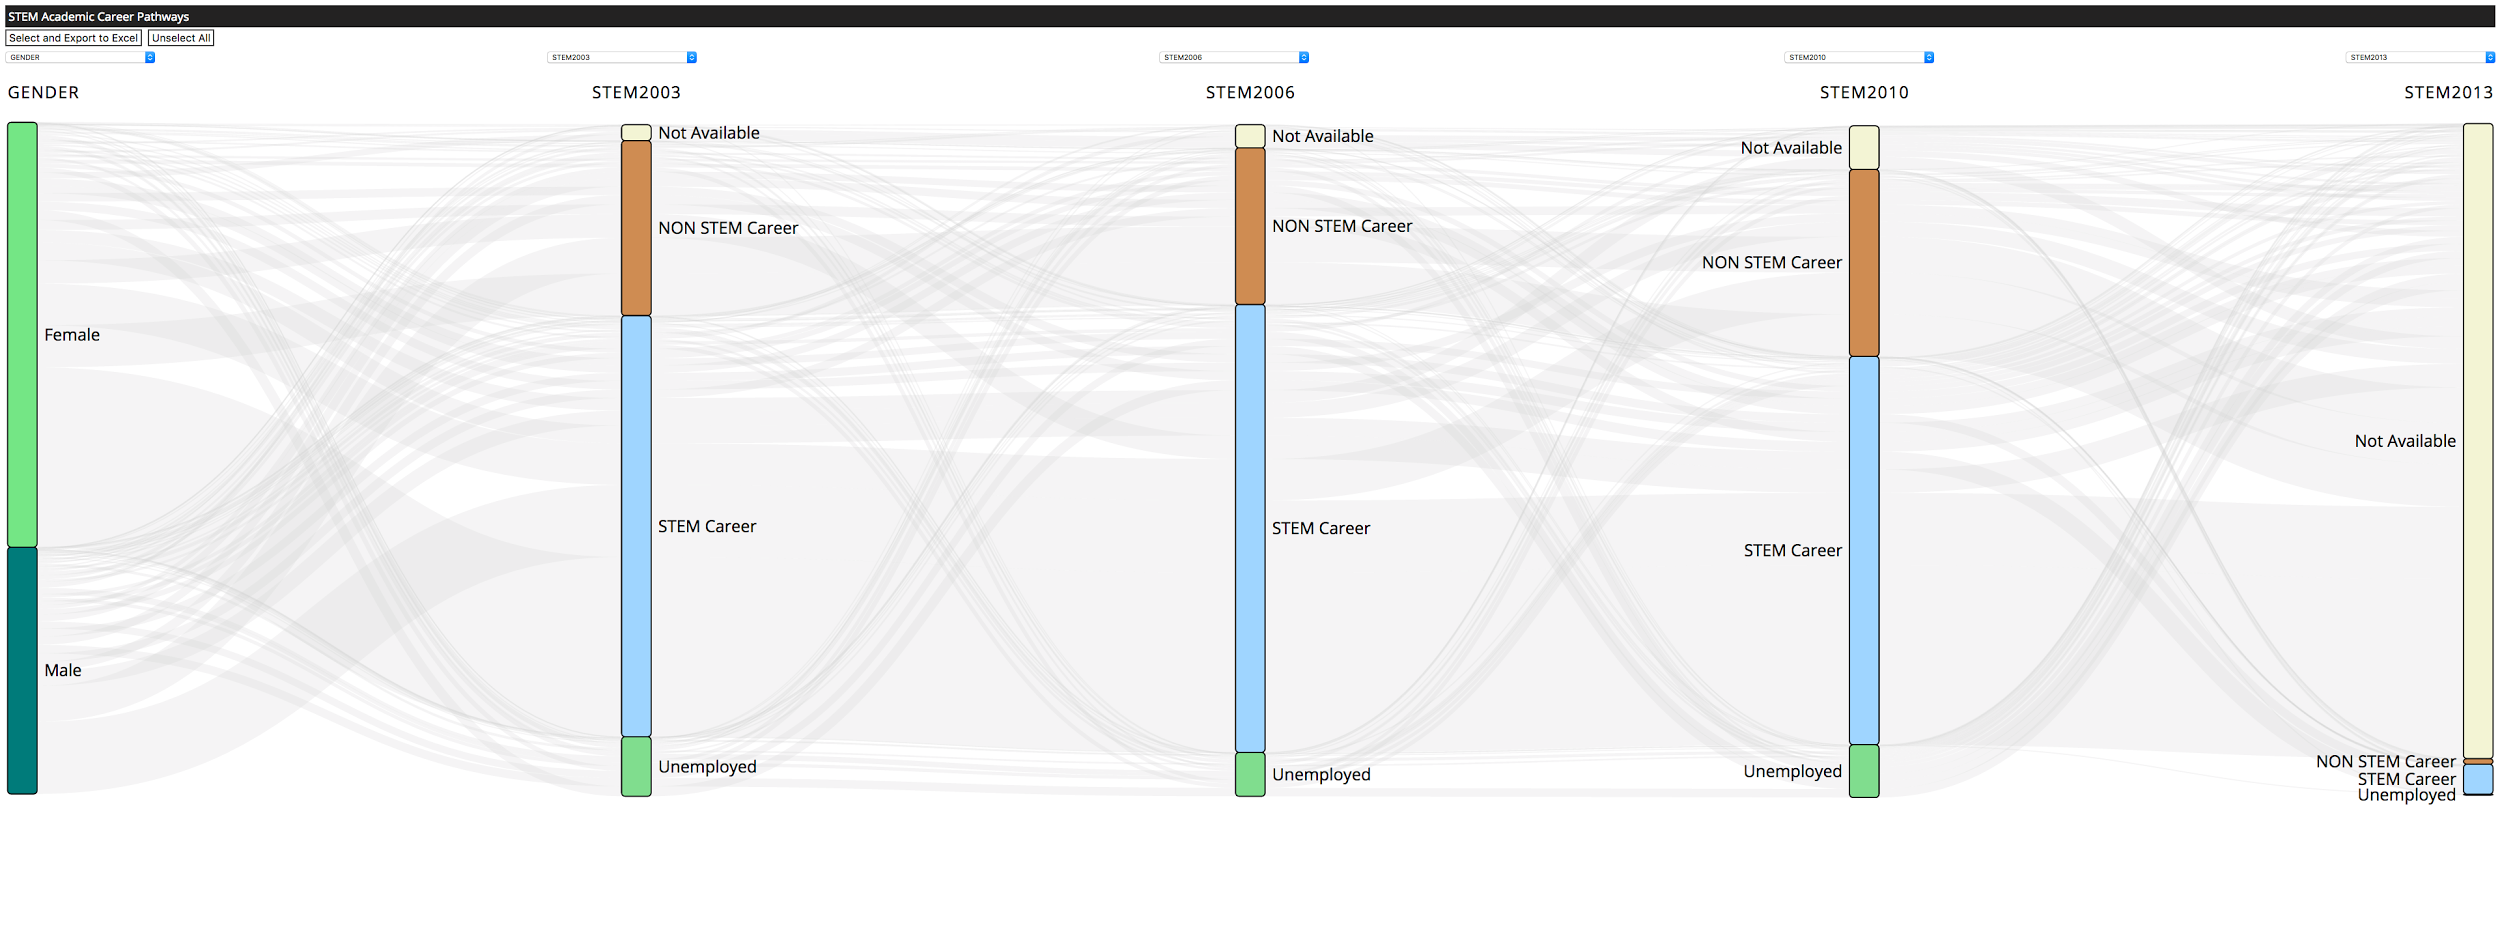 STEM Academic Career Pathways
Select and Export to Excel
Unselect All
GENDER
STEM2003
STEM2006
STEM2010
STEM2013
GENDER
STEM2003
STEM2006
STEM2010
STEM2013
Female
Male
Not Available
NON STEM Career
STEM Career
Unemployed
Not Available
NON STEM Career
STEM Career
Unemployed
Not Available
NON STEM Career
STEM Career
Unemployed
Not Available
NON STEM Career
STEM Career
Unemployed